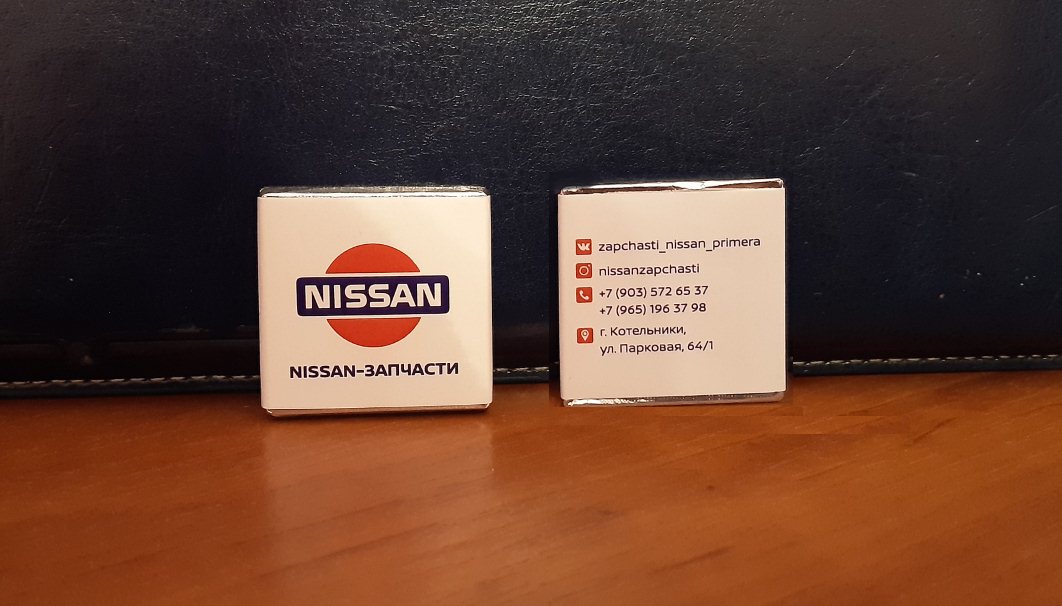 NISSAN
NISSAN-ЗАПЧАСТИ
zapchasti_nissan_primera
nissanzapchasti
+7 (903) 572 65 37
+7 (965) 196 37 98
г. Котельники,
ул. Парковая, 64/1